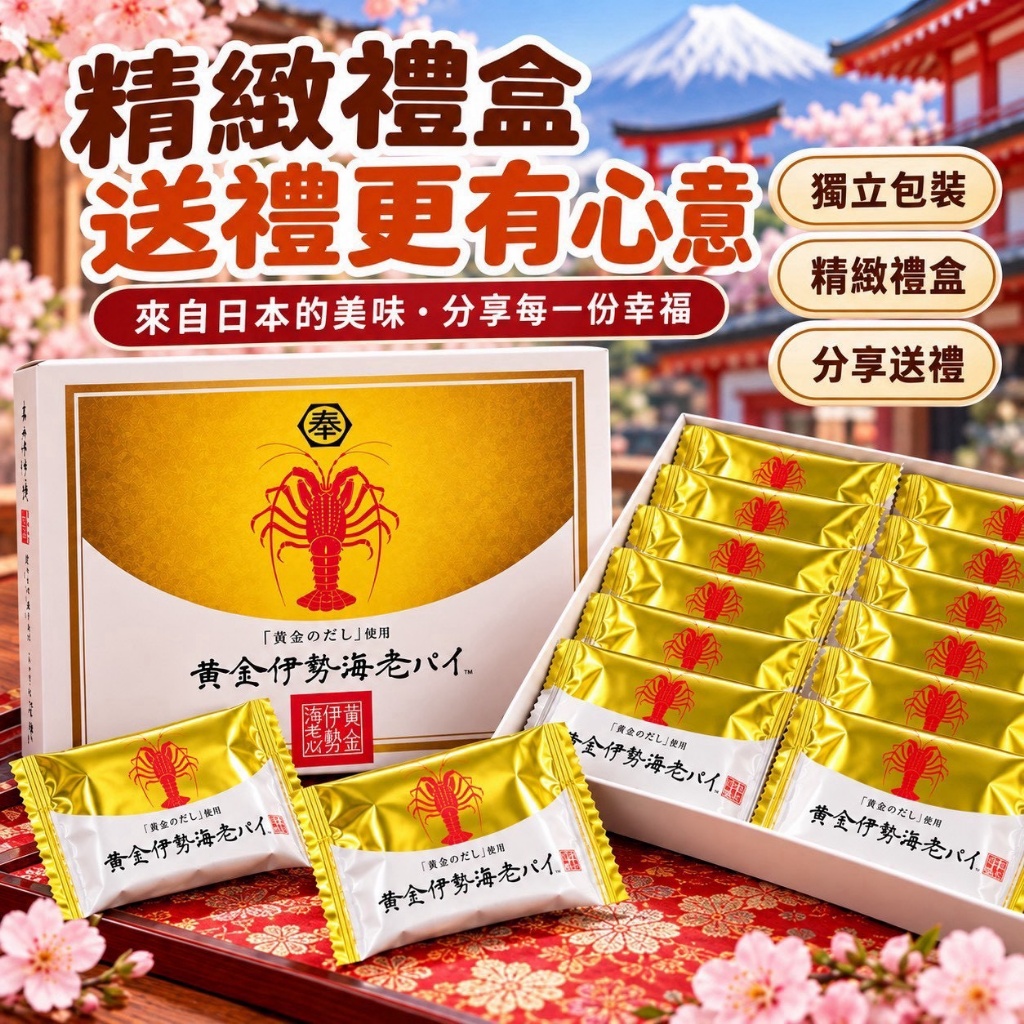 精緻禮盒
送禮更有心意
來自日本的美味・分享每一份幸福
獨立包裝
精緻禮盒
分享送禮
奉
「黄金のだし」使用
黄金伊勢海老パイ™
黄金
伊勢
海老パイ
「黄金のだし」使用
黄金伊勢海老パイ
「黄金のだし」使用
黄金伊勢海老パイ
「黄金のだし」使用
黄金伊勢海老パイ
「黄金のだし」使用
黄金伊勢海老パイ